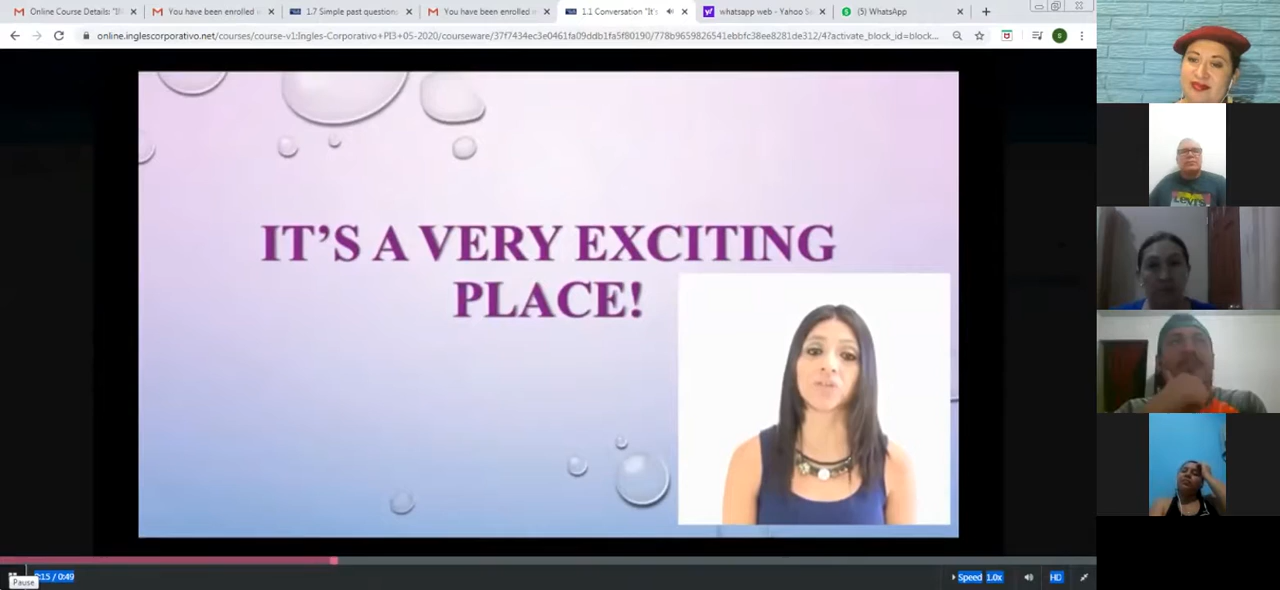 Online Course Details: "I
You have been enrolled i
1.7 Simple past question
You have been enrolled i
1.1 Conversation "It's
whatsapp web - Yahoo S
(5) WhatsApp
online.inglescorporativo.net/courses/course-v1:Ingles-Corporativo+PI3+05-2020/courseware/37f7434ec3e0461fa09ddb1fa5f80190/778b9659826541ebbfc38ee8281de312/4?activate_block_id=block...
IT'S A VERY EXCITING
PLACE!
LEVI'S
0:15 / 0:49
Speed 1.0x
HD
Pause